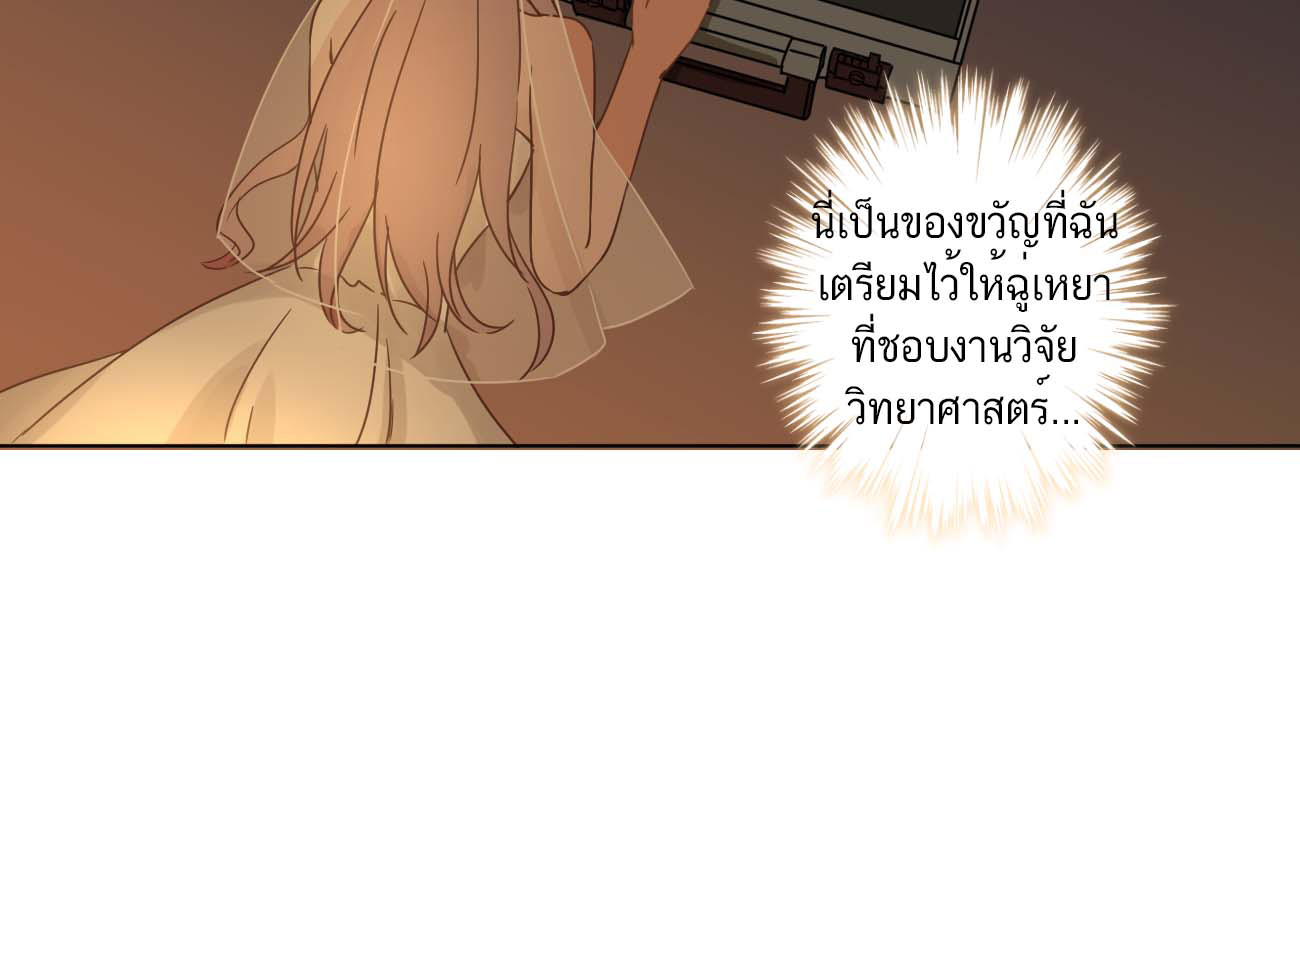 นี่เป็นของขวัญที่ฉัน
เตรียมไว้ให้ฉู่เหยา
ที่ชอบงานวิจัย
วิทยาศาสตร์...